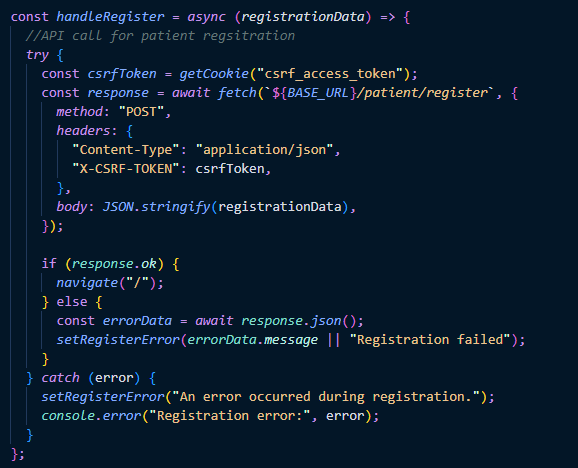 const handleRegister = async (registrationData) => {
  //API call for patient regsitration
  try {
    const csrfToken = getCookie("csrf_access_token");
    const response = await fetch(`${BASE_URL}/patient/register`, {
      method: "POST",
      headers: {
        "Content-Type": "application/json",
        "X-CSRF-TOKEN": csrfToken,
      },
      body: JSON.stringify(registrationData),
    });

    if (response.ok) {
      navigate("/");
    } else {
      const errorData = await response.json();
      setRegisterError(errorData.message || "Registration failed");
    }
  } catch (error) {
    setRegisterError("An error occurred during registration.");
    console.error("Registration error:", error);
  }
};